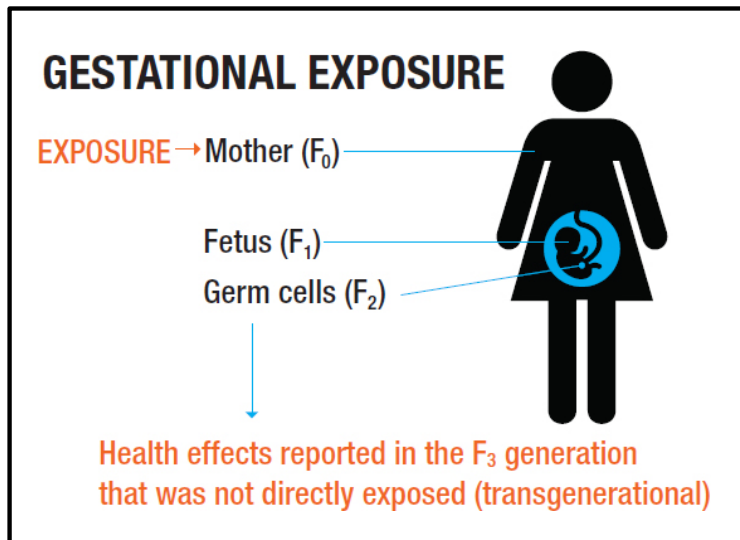 GESTATIONAL EXPOSURE
EXPOSURE → Mother (F₀)
Fetus (F₁)
Germ cells (F₂)
Health effects reported in the F₃ generation
that was not directly exposed (transgenerational)